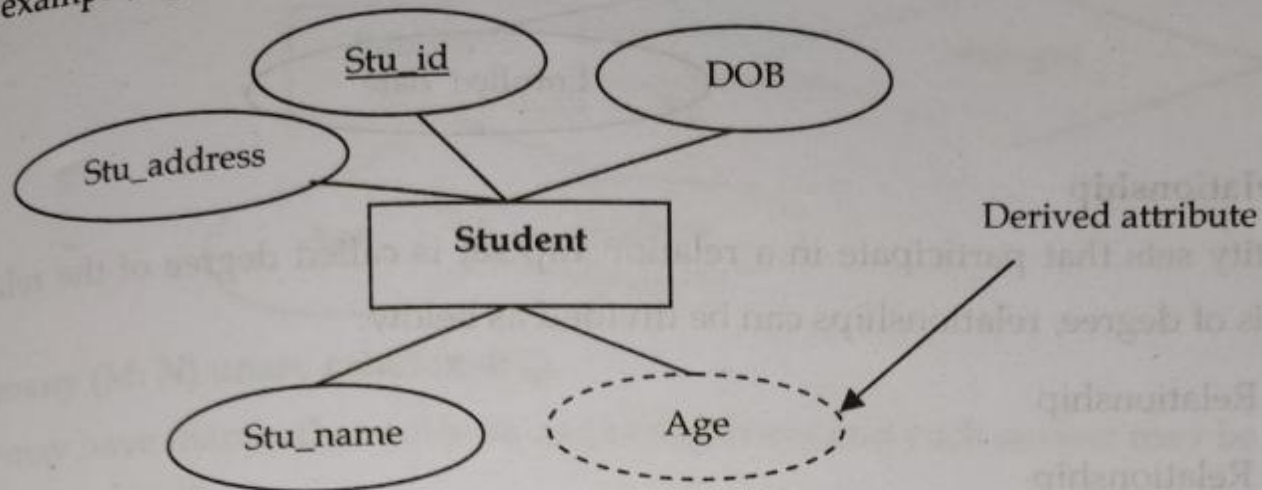 Stu_id
DOB
Stu_address
Student
Derived attribute
Stu_name
Age